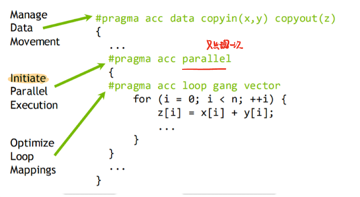 Manage
Data
Movement
#pragma acc data copyin(x,y) copyout(z)
{
...
#pragma acc parallel
{
Initiate
Parallel
Execution
#pragma acc loop gang vector
for (i = 0; i < n; ++i) {
z[i] = x[i] + y[i];
...
}
Optimize
Loop
Mappings
}
...
}